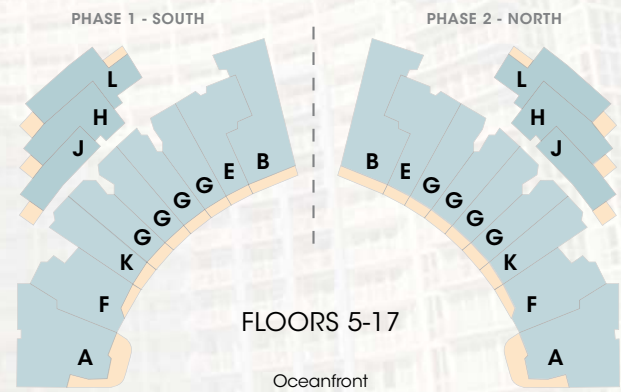 PHASE 1 - SOUTH
L
H
J
B
E
G
G
G
G
K
F
A
PHASE 2 - NORTH
L
H
J
B
E
G
G
G
G
K
F
A
FLOORS 5-17
Oceanfront